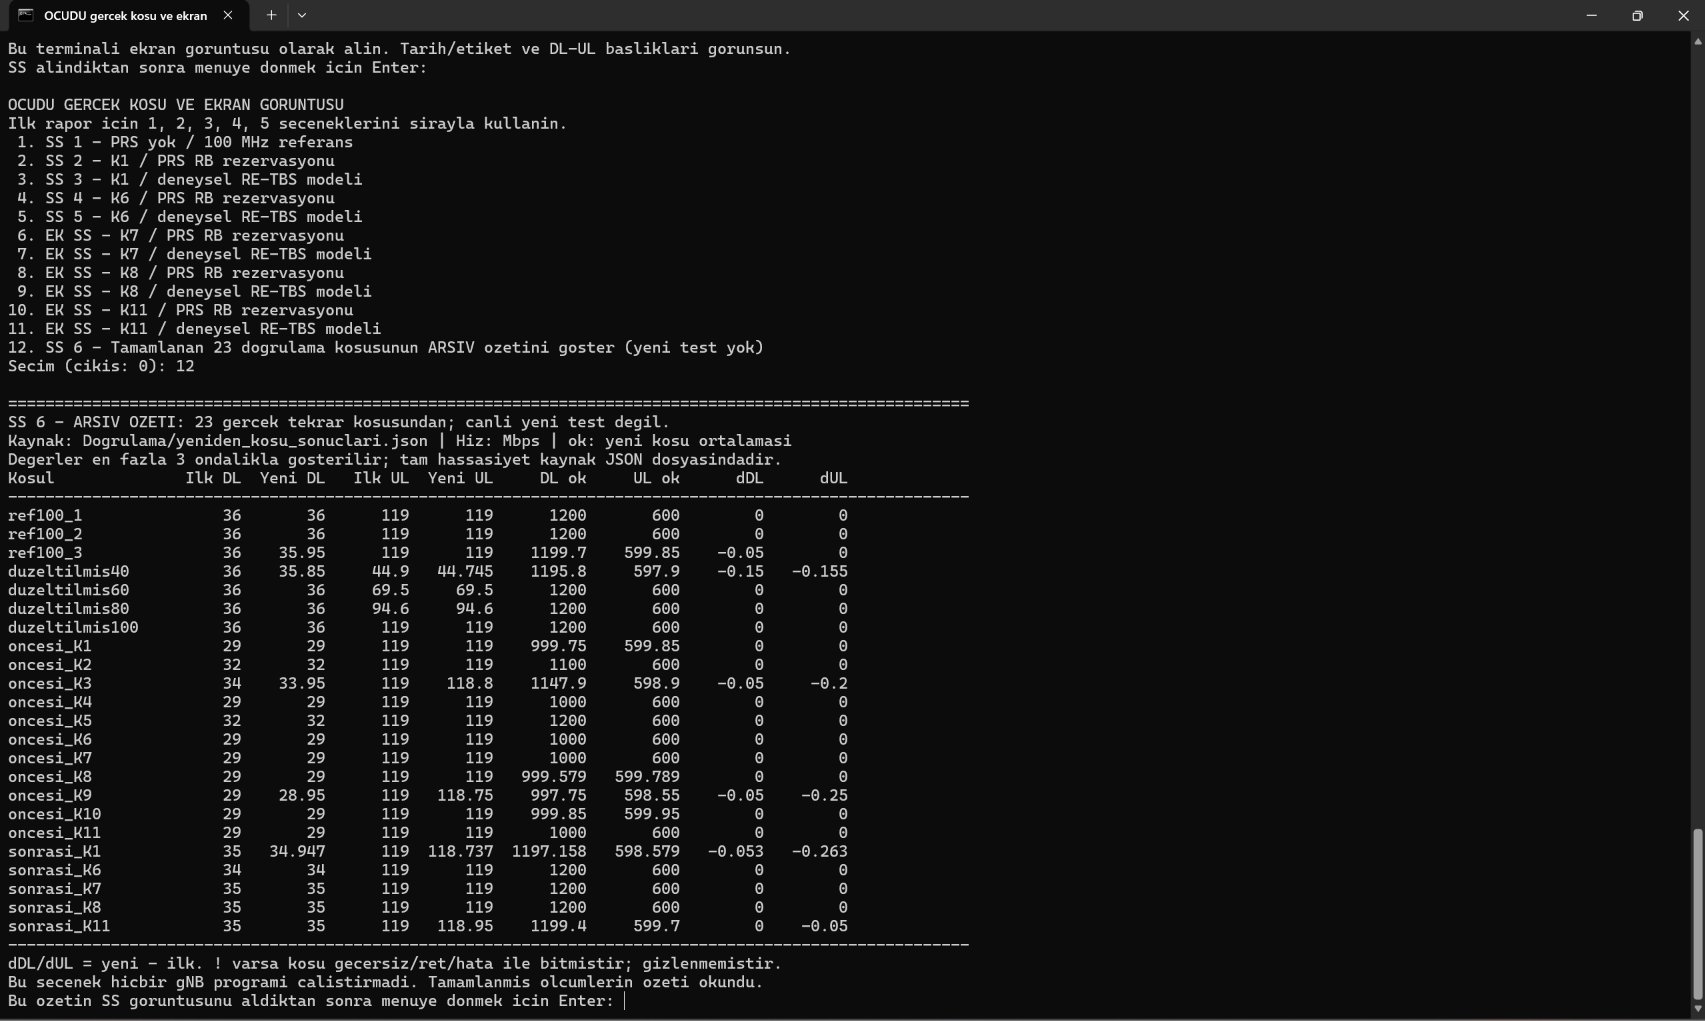 OCUDU gercek kosu ve ekran
Bu terminali ekran goruntusu olarak alin. Tarih/etiket ve DL-UL basliklari gorunsun.
SS alindiktan sonra menuye donmek icin Enter:
OCUDU GERCEK KOSU VE EKRAN GORUNTUSU
Ilk rapor icin 1, 2, 3, 4, 5 seceneklerini sirayla kullanin.
1. SS 1 - PRS yok / 100 MHz referans
2. SS 2 - K1 / PRS RB rezervasyonu
3. SS 3 - K1 / deneysel RE-TBS modeli
4. SS 4 - K6 / PRS RB rezervasyonu
5. SS 5 - K6 / deneysel RE-TBS modeli
6. EK SS - K7 / PRS RB rezervasyonu
7. EK SS - K7 / deneysel RE-TBS modeli
8. EK SS - K8 / PRS RB rezervasyonu
9. EK SS - K8 / deneysel RE-TBS modeli
10. EK SS - K11 / PRS RB rezervasyonu
11. EK SS - K11 / deneysel RE-TBS modeli
12. SS 6 - Tamamlanan 23 dogrulama kosusunun ARSIV ozetini goster (yeni test yok)
Secim (cikis: 0): 12
=======================================================================================================
SS 6 - ARSIV OZETI: 23 gercek tekrar kosusundan; canli yeni test degil.
Kaynak: Dogrulama/yeniden_kosu_sonuclari.json | Hiz: Mbps | ok: yeni kosu ortalamasi
Degerler en fazla 3 ondalikla gosterilir; tam hassasiyet kaynak JSON dosyasindadir.
Kosul Ilk DL Yeni DL Ilk UL Yeni UL DL ok UL ok dDL dUL
-------------------------------------------------------------------------------------------------------
ref100_1 36 36 119 119 1200 600 0 0
ref100_2 36 36 119 119 1200 600 0 0
ref100_3 36 35.95 119 119 1199.7 599.85 -0.05 0
duzeltilmis40 36 35.85 44.9 44.745 1195.8 597.9 -0.15 -0.155
duzeltilmis60 36 36 69.5 69.5 1200 600 0 0
duzeltilmis80 36 36 94.6 94.6 1200 600 0 0
duzeltilmis100 36 36 119 119 1200 600 0 0
oncesi_K1 29 29 119 119 999.75 599.85 0 0
oncesi_K2 32 32 119 119 1100 600 0 0
oncesi_K3 34 33.95 119 118.8 1147.9 598.9 -0.05 -0.2
oncesi_K4 29 29 119 119 1000 600 0 0
oncesi_K5 32 32 119 119 1200 600 0 0
oncesi_K6 29 29 119 119 1000 600 0 0
oncesi_K7 29 29 119 119 1000 600 0 0
oncesi_K8 29 29 119 119 999.579 599.789 0 0
oncesi_K9 29 28.95 119 118.75 997.75 598.55 -0.05 -0.25
oncesi_K10 29 29 119 119 999.85 599.95 0 0
oncesi_K11 29 29 119 119 1000 600 0 0
sonrasi_K1 35 34.947 119 118.737 1197.158 598.579 -0.053 -0.263
sonrasi_K6 34 34 119 119 1200 600 0 0
sonrasi_K7 35 35 119 119 1200 600 0 0
sonrasi_K8 35 35 119 119 1200 600 0 0
sonrasi_K11 35 35 119 118.95 1199.4 599.7 0 -0.05
-------------------------------------------------------------------------------------------------------
dDL/dUL = yeni - ilk. ! varsa kosu gecersiz/ret/hata ile bitmistir; gizlenmemistir.
Bu secenek hicbir gNB programi calistirmadi. Tamamlanmis olcumlerin ozeti okundu.
Bu ozetin SS goruntusunu aldiktan sonra menuye donmek icin Enter: